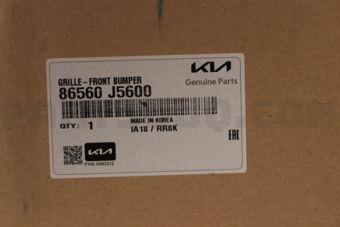 GRILLE-FRONT BUMPER
KIA
86560 J5600
Genuine Parts
QTY: 1
MADE IN KOREA
IA18 / RR8K
EAC
KIA